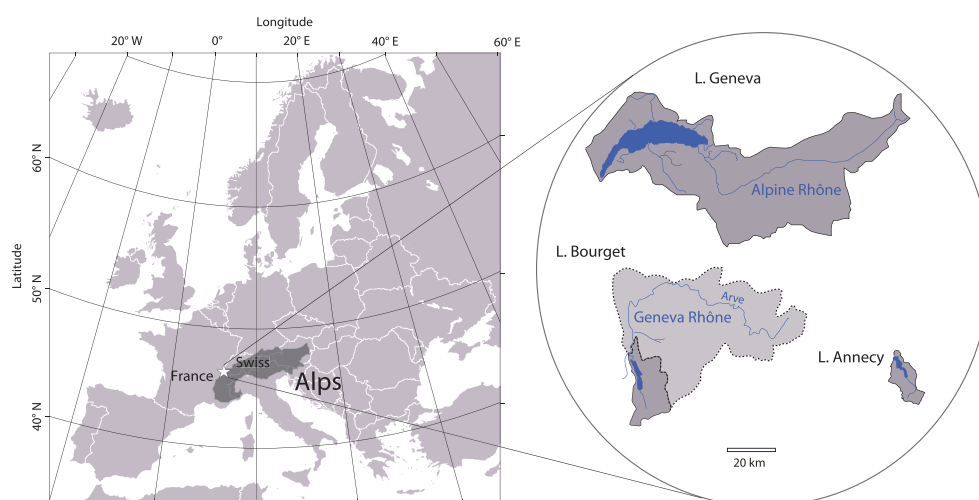 Longitude
20° W
0°
20° E
40° E
60° E
Latitude
60° N
50° N
40° N
France
Swiss
Alps
L. Geneva
Alpine Rhône
L. Bourget
Arve
Geneva Rhône
L. Annecy
20 km